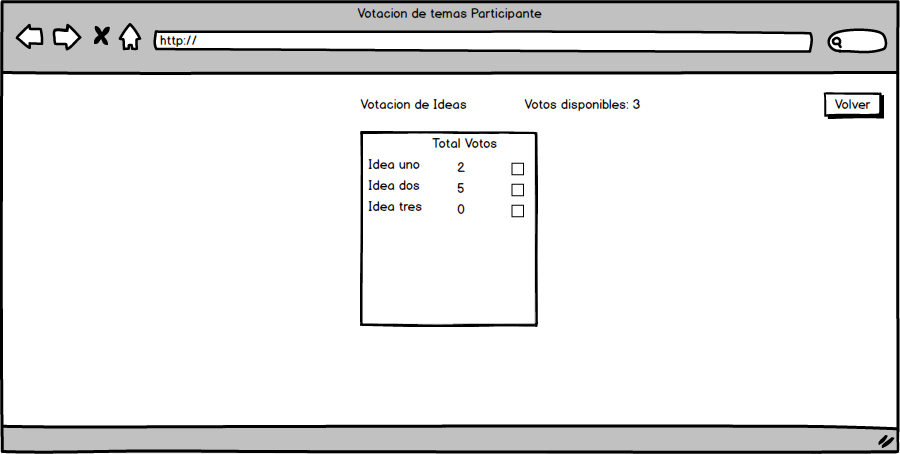 Votacion de temas Participante
http://
Votacion de Ideas Votos disponibles: 3 Volver
Total Votos
Idea uno 2
Idea dos 5
Idea tres 0